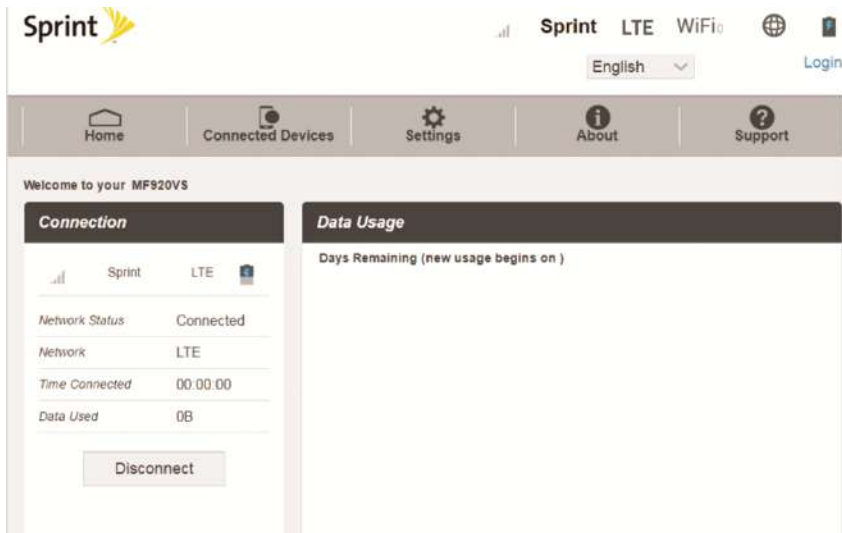 Sprint
Sprint LTE WiFi 0
English
Login
Home Connected Devices Settings About Support
Welcome to your MF920VS
Connection
Data Usage
Sprint LTE
Days Remaining (new usage begins on )
Network Status Connected
Network LTE
Time Connected 00:00:00
Data Used 0B
Disconnect